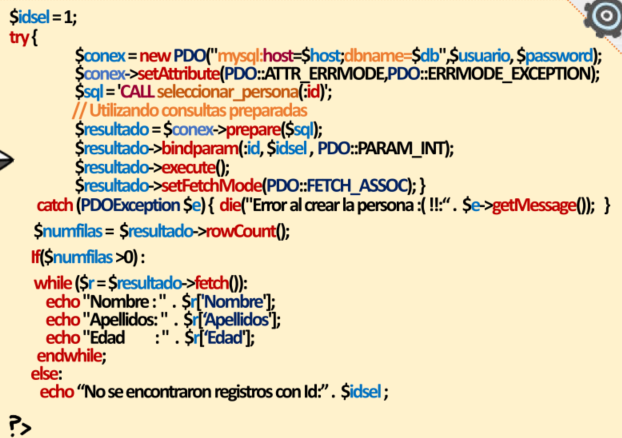 $idsel = 1;
try {
$conex = new PDO("mysql:host=$host;dbname=$db",$usuario, $password);
$conex->setAttribute(PDO::ATTR_ERRMODE,PDO::ERRMODE_EXCEPTION);
$sql = 'CALL seleccionar_persona(:id)';
// Utilizando consultas preparadas
$resultado = $conex->prepare($sql);
$resultado->bindparam(:id, $idsel , PDO::PARAM_INT);
$resultado->execute();
$resultado->setFetchMode(PDO::FETCH_ASSOC); }
catch (PDOException $e) { die("Error al crear la persona :( !!:“ . $e->getMessage()); }
$numfilas = $resultado->rowCount();
If($numfilas >0) :
while ($r = $resultado->fetch()):
echo "Nombre : " . $r['Nombre'];
echo "Apellidos: " . $r[‘Apellidos'];
echo "Edad : " . $r[‘Edad'];
endwhile;
else:
echo “No se encontraron registros con Id:” . $idsel ;
?>